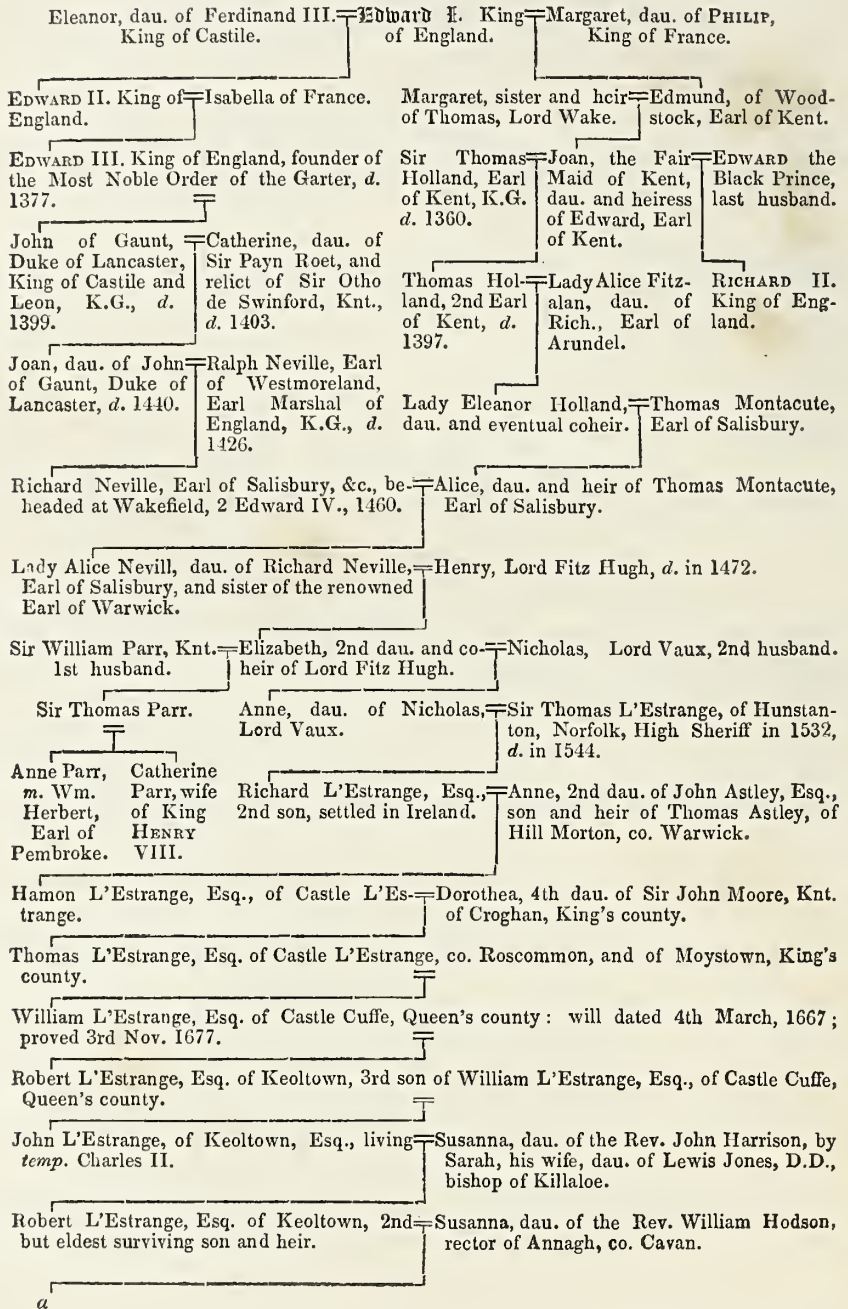 Eleanor, dau. of Ferdinand III.
King of Castile.
Edward I. King
of England.
Margaret, dau. of PHILIP,
King of France.
EDWARD II. King of
England.
Isabella of France.
Margaret, sister and heir
of Thomas, Lord Wake.
Edmund, of Wood-
stock, Earl of Kent.
EDWARD III. King of England, founder of
the Most Noble Order of the Garter, d.
1377.
Sir Thomas
Holland, Earl
of Kent, K.G.
d. 1360.
Joan, the Fair
Maid of Kent,
dau. and heiress
of Edward, Earl
of Kent.
EDWARD the
Black Prince,
last husband.
John of Gaunt,
Duke of Lancaster,
King of Castile and
Leon, K.G., d.
1399.
Catherine, dau. of
Sir Payn Roet, and
relict of Sir Otho
de Swinford, Knt.,
d. 1403.
Thomas Hol-
land, 2nd Earl
of Kent, d.
1397.
Lady Alice Fitz-
alan, dau. of
Rich., Earl of
Arundel.
RICHARD II.
King of Eng-
land.
Joan, dau. of John
of Gaunt, Duke of
Lancaster, d. 1440.
Ralph Neville, Earl
of Westmoreland,
Earl Marshal of
England, K.G., d.
1426.
Lady Eleanor Holland,
dau. and eventual coheir.
Thomas Montacute,
Earl of Salisbury.
Richard Neville, Earl of Salisbury, &c., be-
headed at Wakefield, 2 Edward IV., 1460.
Alice, dau. and heir of Thomas Montacute,
Earl of Salisbury.
Lady Alice Nevill, dau. of Richard Neville,
Earl of Salisbury, and sister of the renowned
Earl of Warwick.
Henry, Lord Fitz Hugh, d. in 1472.
Sir William Parr, Knt.
1st husband.
Elizabeth, 2nd dau. and co-
heir of Lord Fitz Hugh.
Nicholas, Lord Vaux, 2nd husband.
Sir Thomas Parr.
Anne, dau. of Nicholas,
Lord Vaux.
Sir Thomas L'Estrange, of Hunstan-
ton, Norfolk, High Sheriff in 1532,
d. in 1544.
Anne Parr,
m. Wm.
Herbert,
Earl of
Pembroke.
Catherine
Parr, wife
of King
HENRY
VIII.
Richard L'Estrange, Esq.,
2nd son, settled in Ireland.
Anne, 2nd dau. of John Astley, Esq.,
son and heir of Thomas Astley, of
Hill Morton, co. Warwick.
Hamon L'Estrange, Esq., of Castle L'Es-
trange.
Dorothea, 4th dau. of Sir John Moore, Knt.
of Croghan, King's county.
Thomas L'Estrange, Esq. of Castle L'Estrange, co. Roscommon, and of Moystown, King's
county.
William L'Estrange, Esq. of Castle Cuffe, Queen's county: will dated 4th March, 1667;
proved 3rd Nov. 1677.
Robert L'Estrange, Esq. of Keoltown, 3rd son of William L'Estrange, Esq., of Castle Cuffe,
Queen's county.
John L'Estrange, of Keoltown, Esq., living
temp. Charles II.
Susanna, dau. of the Rev. John Harrison, by
Sarah, his wife, dau. of Lewis Jones, D.D.,
bishop of Killaloe.
Robert L'Estrange, Esq. of Keoltown, 2nd
but eldest surviving son and heir.
Susanna, dau. of the Rev. William Hodson,
rector of Annagh, co. Cavan.
a